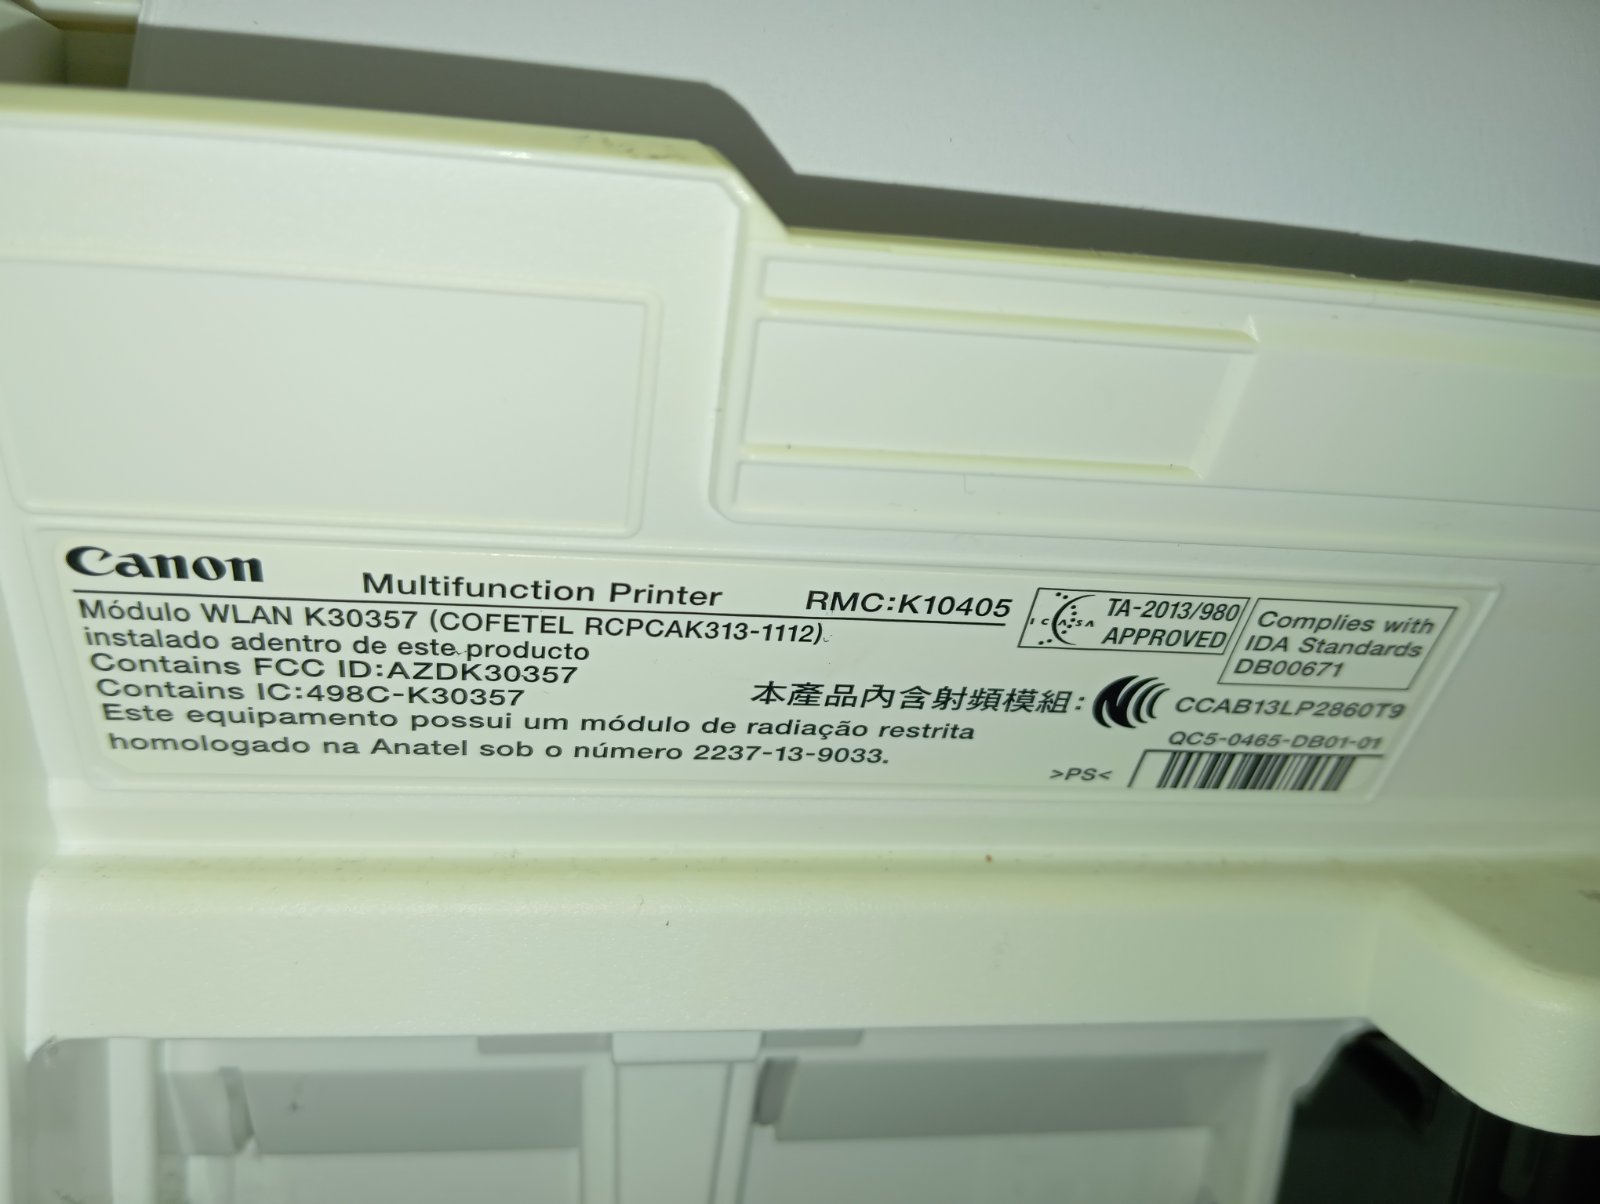 Canon
Multifunction Printer
RMC:K10405
Módulo WLAN K30357 (COFETEL RCPCAK313-1112)
instalado adentro de este producto
Contains FCC ID:AZDK30357
Contains IC:498C-K30357
Este equipamento possui um módulo de radiação restrita
homologado na Anatel sob o número 2237-13-9033.
ICASA
TA-2013/980
APPROVED
Complies with
IDA Standards
DB00671
本產品內含射頻模組:
CCAB13LP2860T9
QC5-0465-DB01-01
>PS<